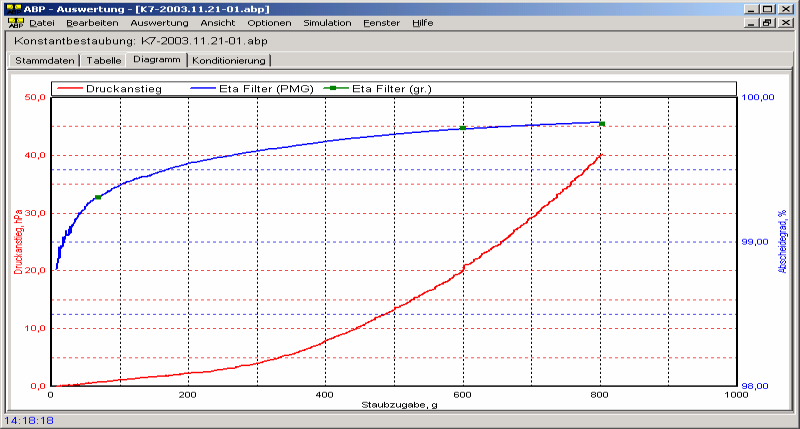 ABP - Auswertung - [K7-2003.11.21-01.abp]
ABP Datei Bearbeiten Auswertung Ansicht Optionen Simulation Fenster Hilfe
Konstantbestaubung: K7-2003.11.21-01.abp
Stammdaten Tabelle Diagramm Konditionierung
Druckanstieg Eta Filter (PMG) Eta Filter (gr.)
50,0 100,00
40,0
30,0
Druckanstieg, hPa
99,00
Abscheidegrad, %
20,0
10,0
0,0 98,00
0 200 400 600 800 1000
Staubzugabe, g
14:18:18